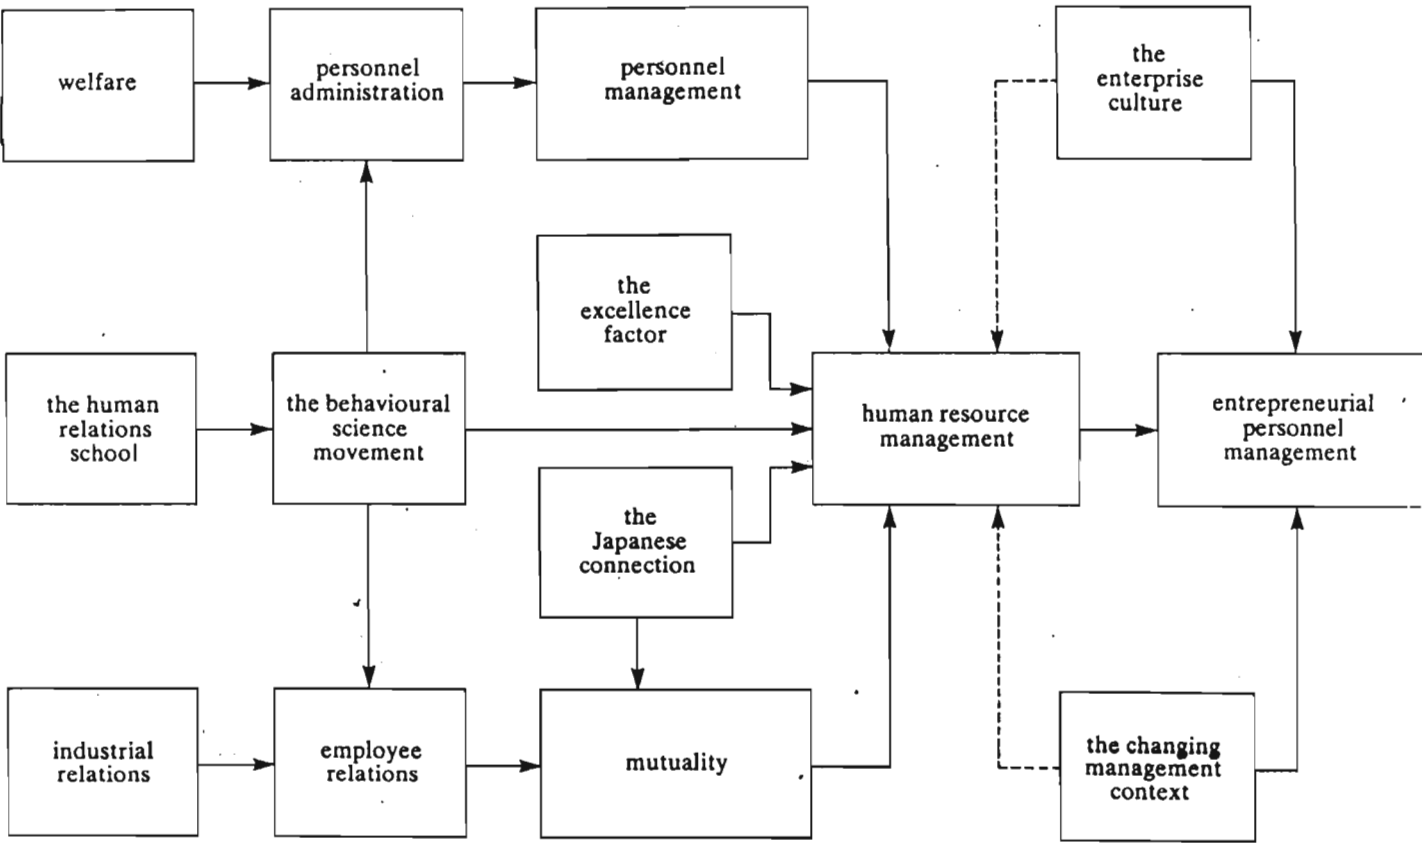 welfare
personnel
administration
personnel
management
the
enterprise
culture
the
excellence
factor
the human
relations
school
the behavioural
science
movement
human resource
management
entrepreneurial
personnel
management
the
Japanese
connection
industrial
relations
employee
relations
mutuality
the changing
management
context